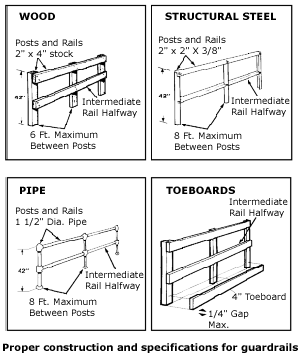 WOOD
Posts and Rails
2" x 4" stock
42"
Intermediate
Rail Halfway
6 Ft. Maximum
Between Posts
STRUCTURAL STEEL
Posts and Rails
2" x 2" X 3/8"
42"
Intermediate
Rail Halfway
8 Ft. Maximum
Between Posts
PIPE
Posts and Rails
1 1/2" Dia. Pipe
42"
Intermediate
Rail Halfway
8 Ft. Maximum
Between Posts
TOEBOARDS
Intermediate
Rail Halfway
4" Toeboard
1/4" Gap
Max.
Proper construction and specifications for guardrails